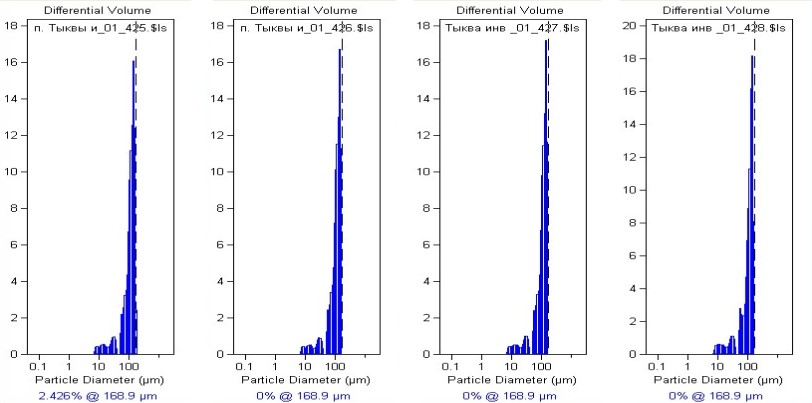 Differential Volume
п. Тыквы и_01_425.$ls
18
16
14
12
10
8
6
4
2
0
0.1 1 10 100
Particle Diameter (µm)
2.426% @ 168.9 µm
Differential Volume
п. Тыквы и_01_426.$ls
18
16
14
12
10
8
6
4
2
0
0.1 1 10 100
Particle Diameter (µm)
0% @ 168.9 µm
Differential Volume
Тыква инв _01_427.$ls
18
16
14
12
10
8
6
4
2
0
0.1 1 10 100
Particle Diameter (µm)
0% @ 168.9 µm
Differential Volume
Тыква инв _01_428.$ls
20
18
16
14
12
10
8
6
4
2
0
0.1 1 10 100
Particle Diameter (µm)
0% @ 168.9 µm